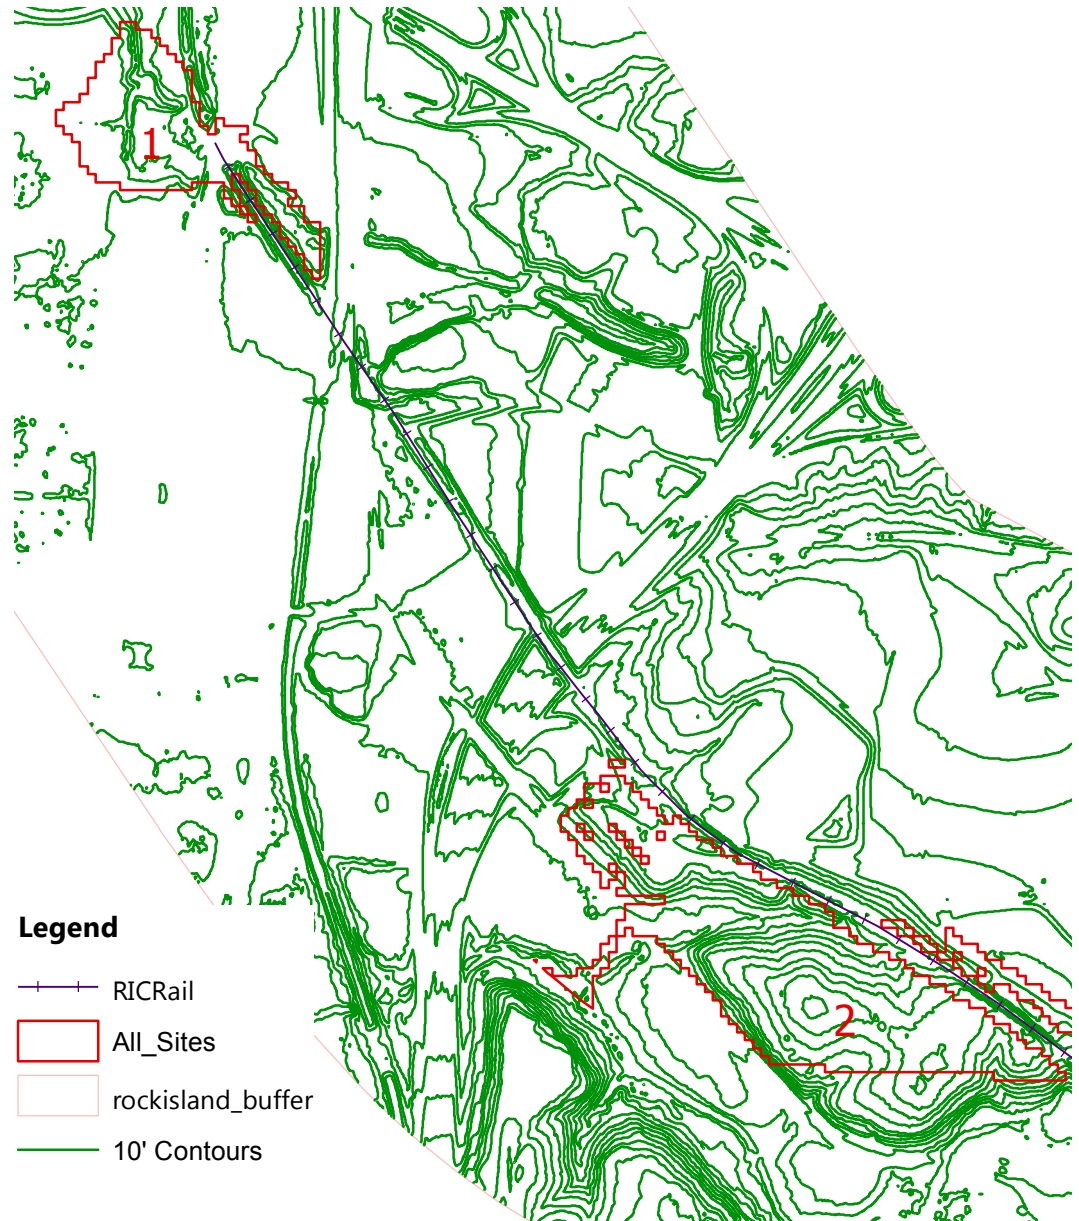 1
2
Legend
RICRail
All_Sites
rockisland_buffer
10' Contours